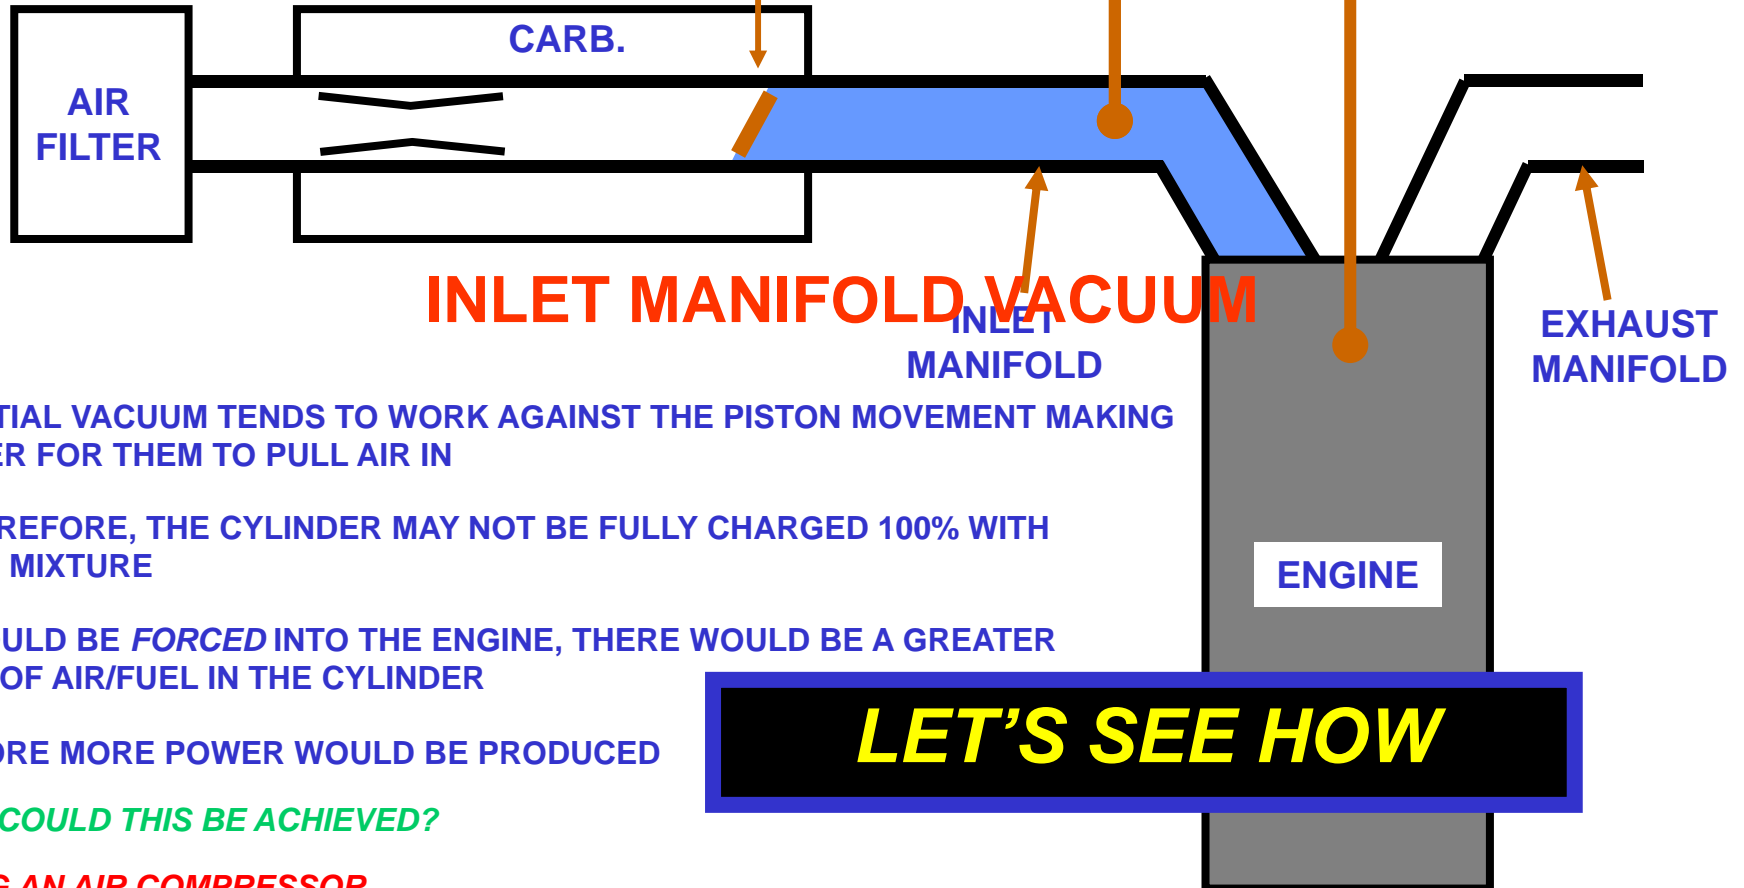 CARB.
AIR
FILTER
INLET MANIFOLD VACUUM
INLET
MANIFOLD
EXHAUST
MANIFOLD
TIAL VACUUM TENDS TO WORK AGAINST THE PISTON MOVEMENT MAKING
ER FOR THEM TO PULL AIR IN
REFORE, THE CYLINDER MAY NOT BE FULLY CHARGED 100% WITH
MIXTURE
ENGINE
ULD BE FORCED INTO THE ENGINE, THERE WOULD BE A GREATER
OF AIR/FUEL IN THE CYLINDER
LET’S SEE HOW
ORE MORE POWER WOULD BE PRODUCED
COULD THIS BE ACHIEVED?
G AN AIR COMPRESSOR